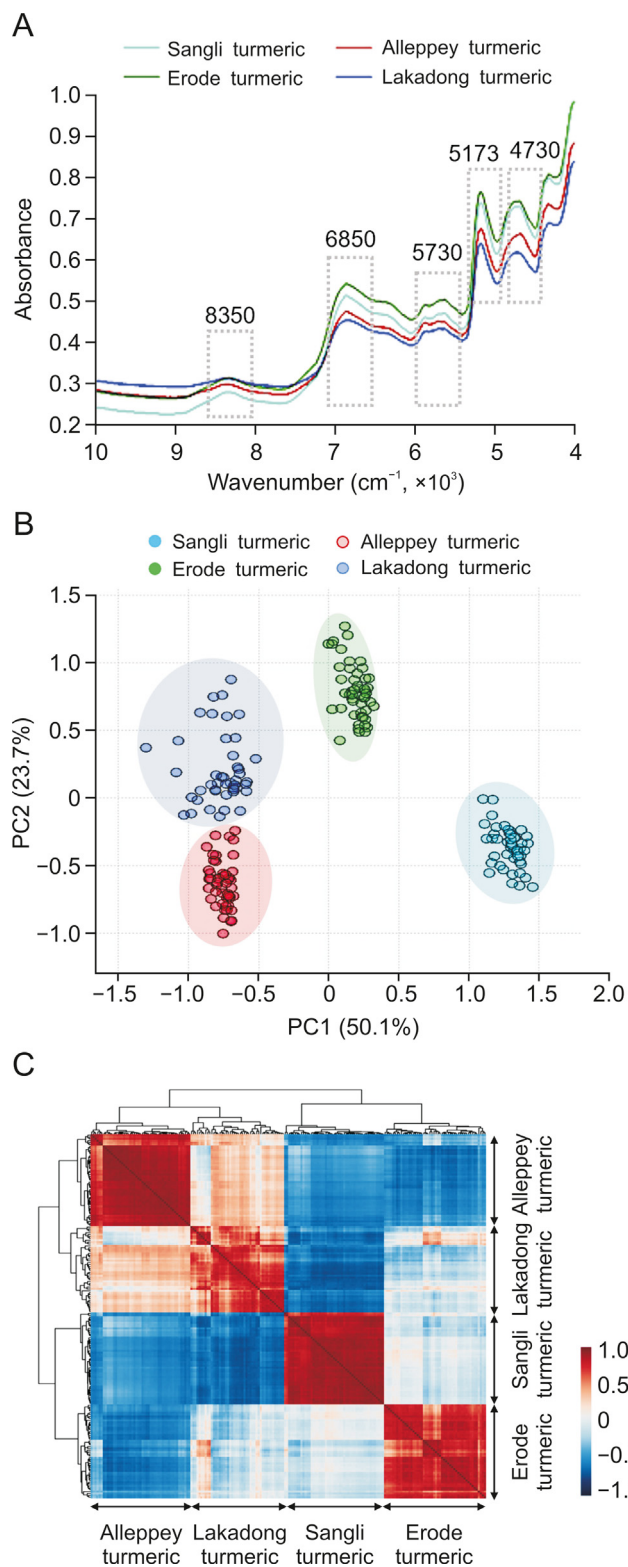 A
Sangli turmeric Alleppey turmeric
Erode turmeric Lakadong turmeric
1.0
0.9
0.8
0.7
0.6
0.5
0.4
0.3
0.2
Absorbance
8350
6850
5730
5173
4730
10 9 8 7 6 5 4
Wavenumber (cm⁻¹, ×10³)
B
Sangli turmeric Alleppey turmeric
Erode turmeric Lakadong turmeric
1.5
1.0
0.5
0
−0.5
−1.0
PC2 (23.7%)
−1.5 −1.0 −0.5 0 0.5 1.0 1.5 2.0
PC1 (50.1%)
C
Alleppey
turmeric
Lakadong
turmeric
Sangli
turmeric
Erode
turmeric
1.0
0.5
0
−0.
−1.
Alleppey Lakadong Sangli Erode
turmeric turmeric turmeric turmeric